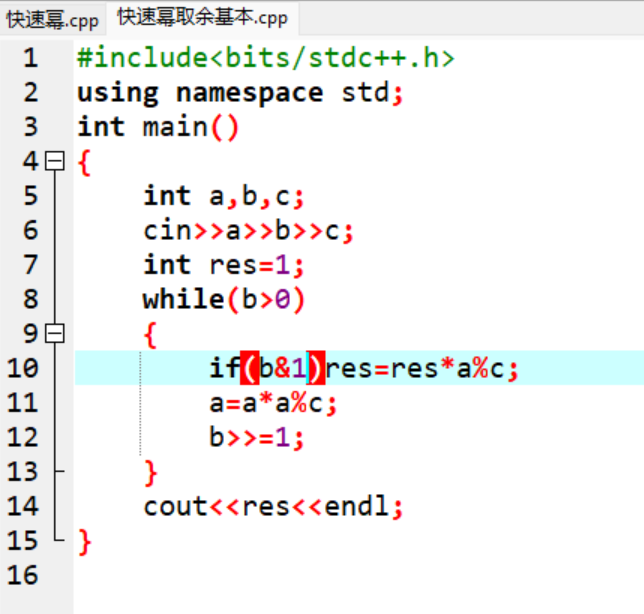 快速幂.cpp 快速幂取余基本.cpp
1 #include<bits/stdc++.h>
2 using namespace std;
3 int main()
4 {
5 int a,b,c;
6 cin>>a>>b>>c;
7 int res=1;
8 while(b>0)
9 {
10 if(b&1)res=res*a%c;
11 a=a*a%c;
12 b>>=1;
13 }
14 cout<<res<<endl;
15 }
16